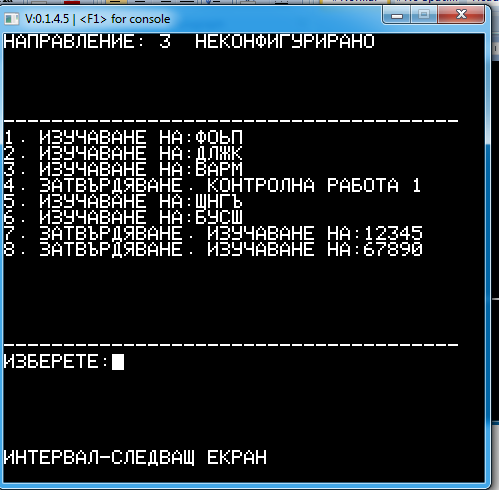 V:0.1.4.5 | <F1> for console
НАПРАВЛЕНИЕ: 3 НЕКОНФИГУРИРАНО
--------------------------------------
1. ИЗУЧАВАНЕ НА:ФОЬП
2. ИЗУЧАВАНЕ НА:ДЛЖК
3. ИЗУЧАВАНЕ НА:ВАРМ
4. ЗАТВЪРДЯВАНЕ. КОНТРОЛНА РАБОТА 1
5. ИЗУЧАВАНЕ НА:ШНГЪ
6. ИЗУЧАВАНЕ НА:БУСШ
7. ЗАТВЪРДЯВАНЕ. ИЗУЧАВАНЕ НА:12345
8. ЗАТВЪРДЯВАНЕ. ИЗУЧАВАНЕ НА:67890
--------------------------------------
ИЗБЕРЕТЕ:
ИНТЕРВАЛ-СЛЕДВАЩ ЕКРАН